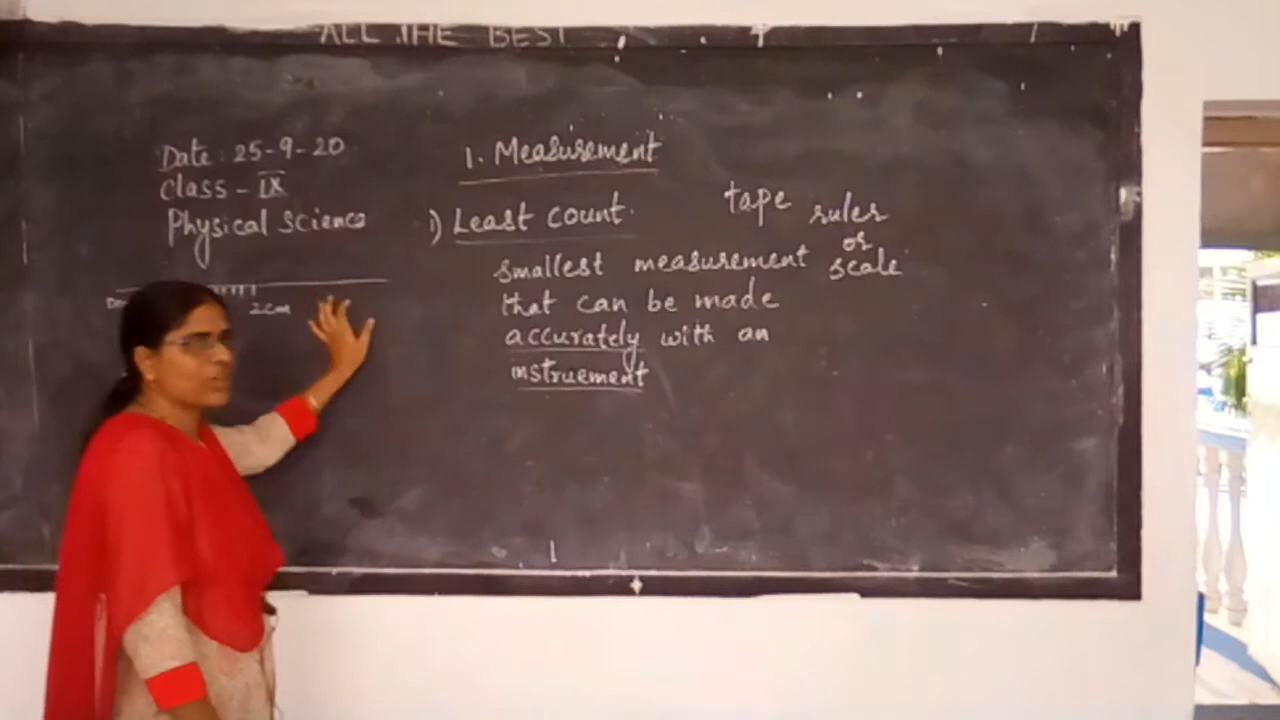 ALL THE BEST
Date: 25-9-20
Class - IX
Physical Science
2cm
1. Measurement
i) Least count.
smallest measurement
that can be made
accurately with an
instruement
tape
ruler
or
scale